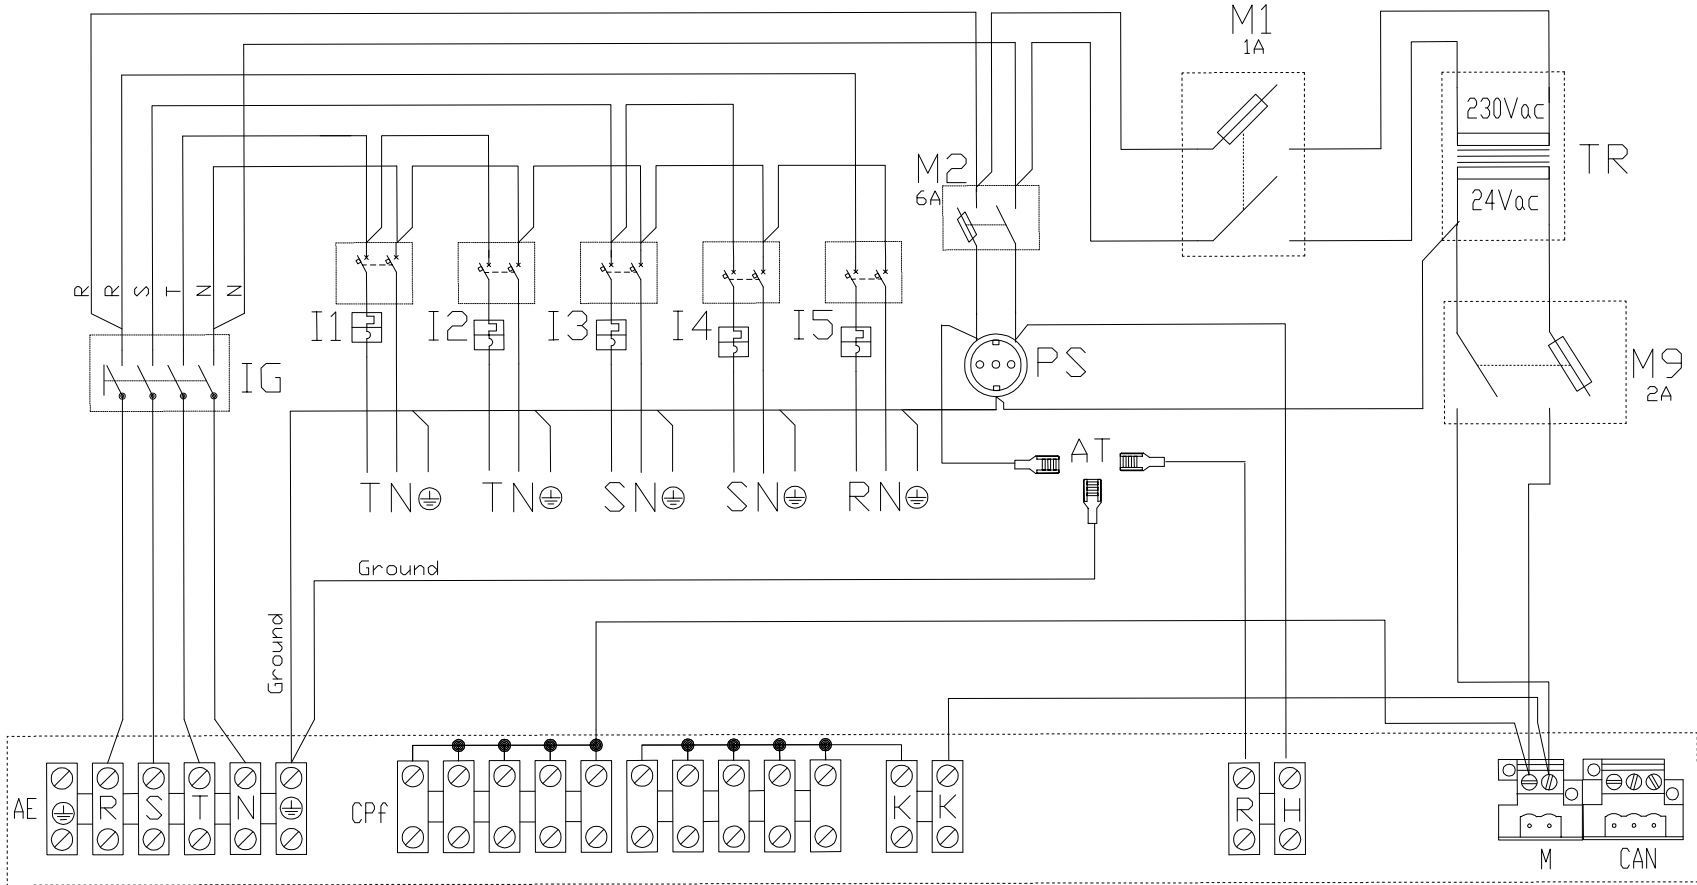 M1
1A
230Vac
TR
24Vac
M2
6A
R R S T N N
I1 I2 I3 I4 I5
IG
PS
M9
2A
AT
TN TN SN SN RN
Ground
Ground
AE R S T N
CPf
K K
R H
M CAN